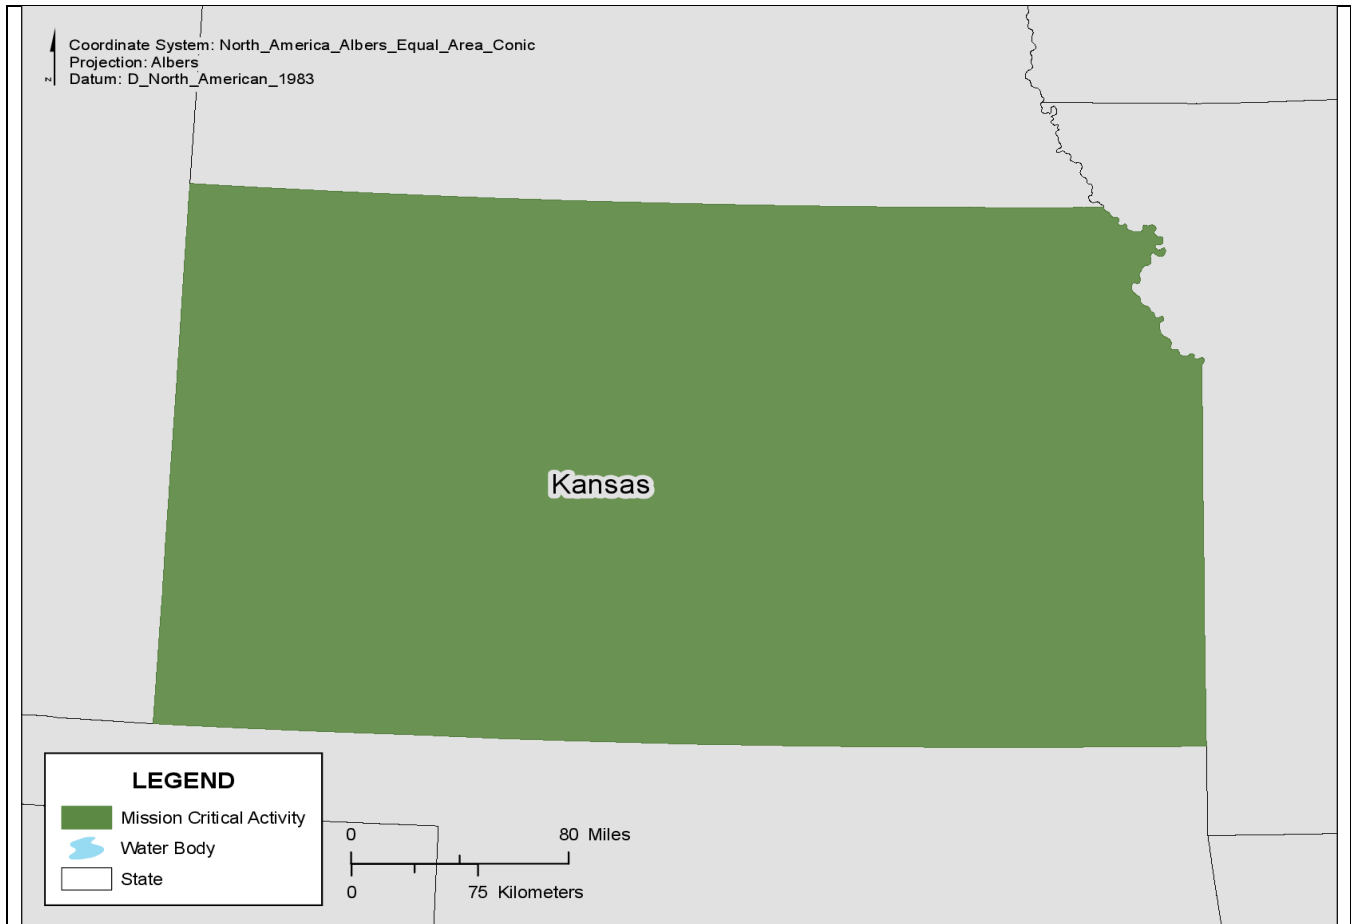 Coordinate System: North_America_Albers_Equal_Area_Conic
Projection: Albers
Datum: D_North_American_1983
z
Kansas
LEGEND
Mission Critical Activity
Water Body
State
0 80 Miles
0 75 Kilometers